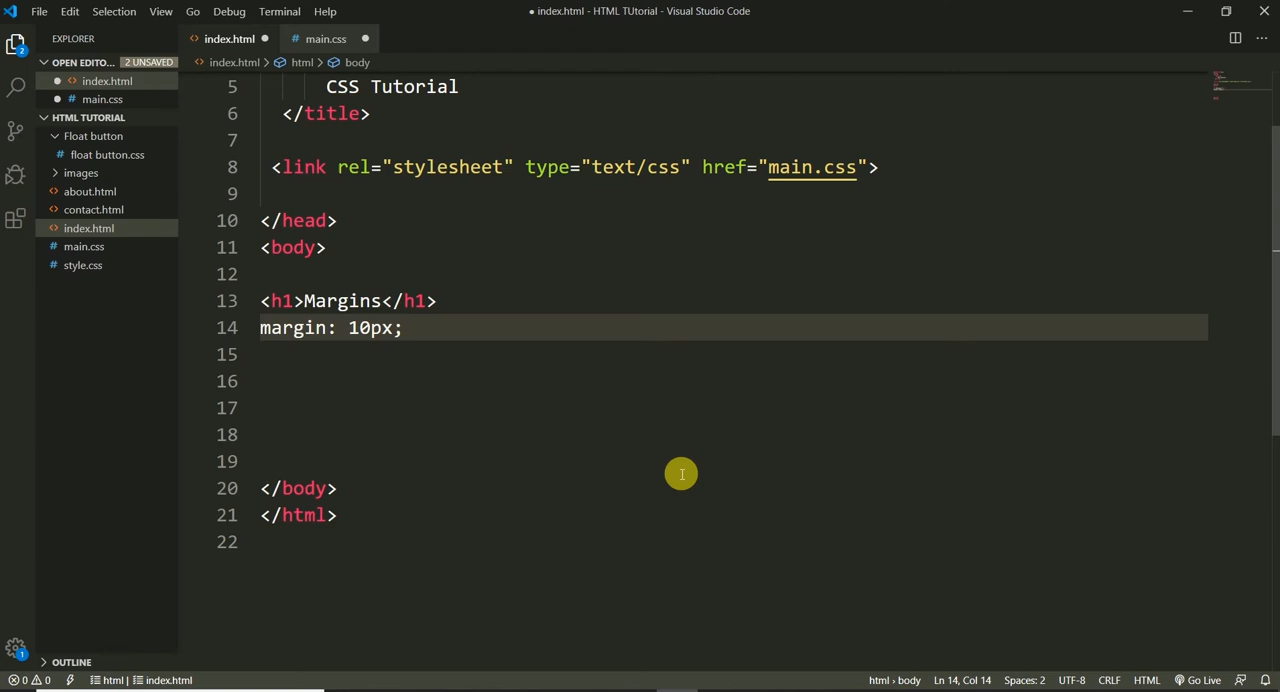 File Edit Selection View Go Debug Terminal Help ● index.html - HTML TUtorial - Visual Studio Code
EXPLORER
index.html ● main.css ●
OPEN EDITO... 2 UNSAVED
index.html > html > body
2
● index.html
● # main.css
HTML TUTORIAL
Float button
# float button.css
images
about.html
contact.html
index.html
# main.css
# style.css
5 CSS Tutorial
6 </title>
7
8 <link rel="stylesheet" type="text/css" href="main.css">
9
10 </head>
11 <body>
12
13 <h1>Margins</h1>
14 margin: 10px;
15
16
17
18
19
20 </body>
21 </html>
22
1
OUTLINE
0 0 html | index.html html › body Ln 14, Col 14 Spaces: 2 UTF-8 CRLF HTML Go Live